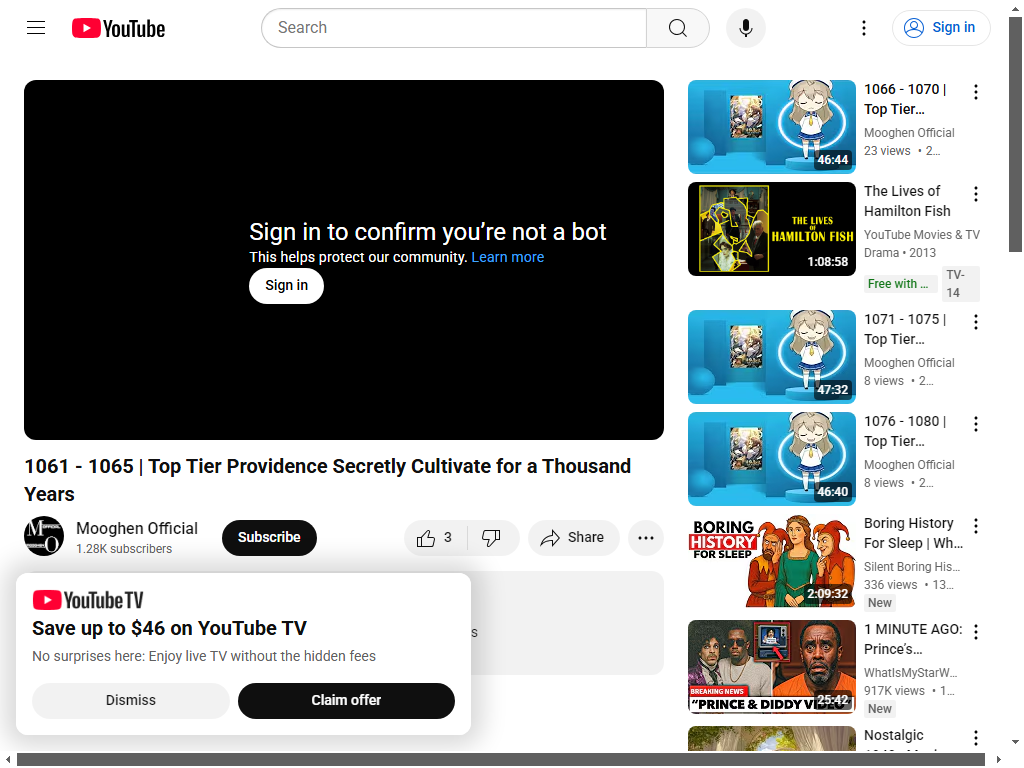 YouTube
Search
Sign in
Sign in to confirm you're not a bot
This helps protect our community. Learn more
Sign in
1061 - 1065 | Top Tier Providence Secretly Cultivate for a Thousand
Years
Mooghen Official
1.28K subscribers
Subscribe
3
Share
s
YouTube TV
Save up to $46 on YouTube TV
No surprises here: Enjoy live TV without the hidden fees
Dismiss
Claim offer
46:44
1066 - 1070 |
Top Tier…
Mooghen Official
23 views • 2…
THE LIVES
OF
HAMILTON FISH
1:08:58
The Lives of
Hamilton Fish
YouTube Movies & TV
Drama • 2013
Free with …
TV-
14
47:32
1071 - 1075 |
Top Tier…
Mooghen Official
8 views • 2…
46:40
1076 - 1080 |
Top Tier…
Mooghen Official
8 views • 2…
BORING
HISTORY
FOR SLEEP
2:09:32
Boring History
For Sleep | Wh…
Silent Boring His…
336 views • 13…
New
BREAKING NEWS
"PRINCE & DIDDY
25:42
1 MINUTE AGO:
Prince's…
WhatIsMyStarW…
917K views • 1…
New
Nostalgic